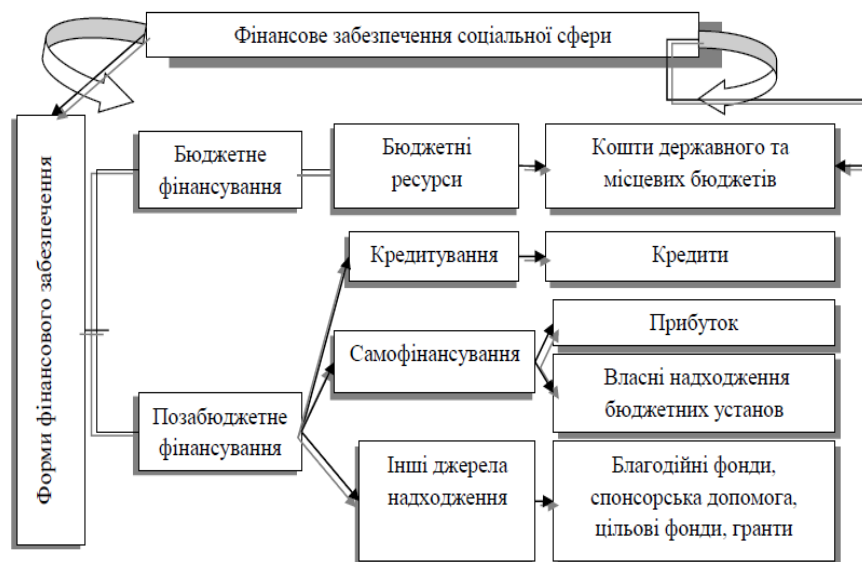 Фінансове забезпечення соціальної сфери
Форми фінансового забезпечення
Бюджетне
фінансування
Бюджетні
ресурси
Кошти державного та
місцевих бюджетів
Кредитування
Кредити
Самофінансування
Прибуток
Власні надходження
бюджетних установ
Позабюджетне
фінансування
Інші джерела
надходження
Благодійні фонди,
спонсорська допомога,
цільові фонди, гранти